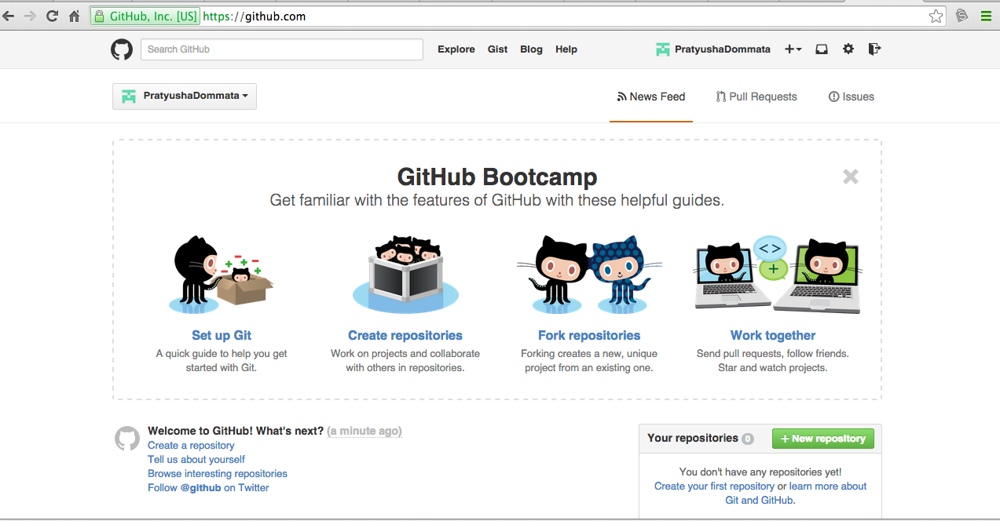 GitHub, Inc. [US] https://github.com
Search GitHub Explore Gist Blog Help PratyushaDommata
PratyushaDommata News Feed Pull Requests Issues
GitHub Bootcamp
Get familiar with the features of GitHub with these helpful guides.
< >
+
Set up Git
A quick guide to help you get
started with Git.
Create repositories
Work on projects and collaborate
with others in repositories.
Fork repositories
Forking creates a new, unique
project from an existing one.
Work together
Send pull requests, follow friends.
Star and watch projects.
Welcome to GitHub! What's next? (a minute ago)
Create a repository
Tell us about yourself
Browse interesting repositories
Follow @github on Twitter
Your repositories 0 + New repository
You don't have any repositories yet!
Create your first repository or learn more about
Git and GitHub.